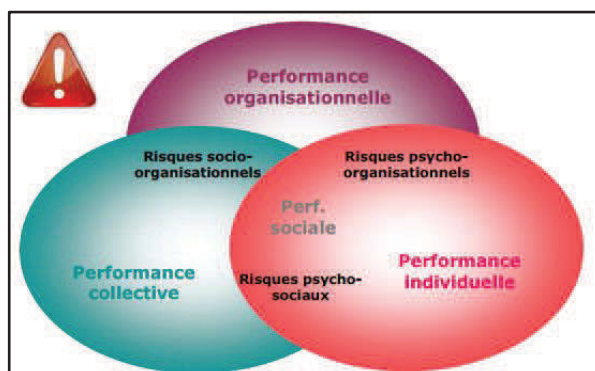 Performance
organisationnelle
Risques socio-
organisationnels
Risques psycho-
organisationnels
Perf.
sociale
Performance
collective
Performance
individuelle
Risques psycho-
sociaux